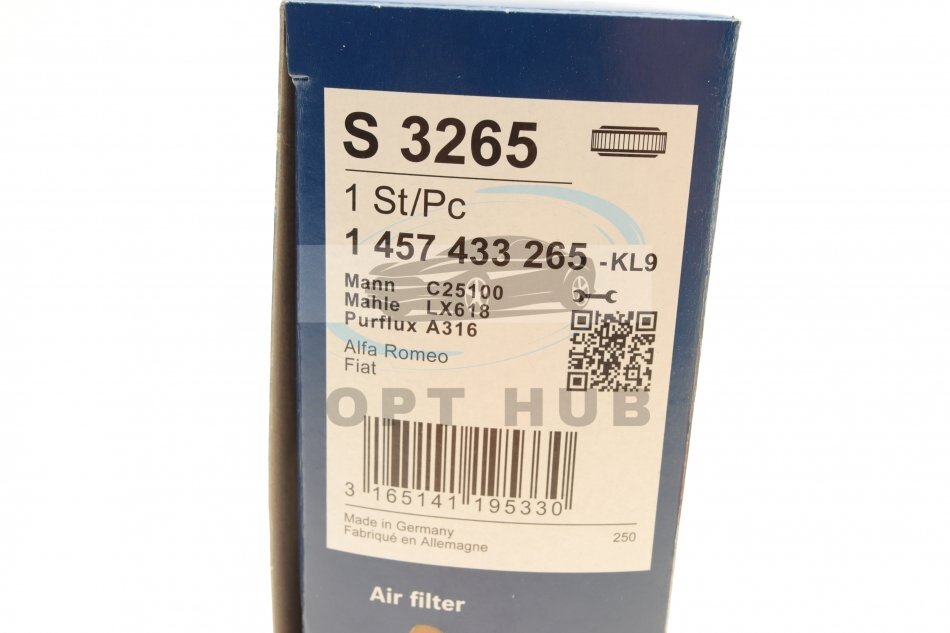 S 3265
1 St/Pc
1 457 433 265 -KL9
Mann C25100
Mahle LX618
Purflux A316
Alfa Romeo
Fiat
OPT HUB
3 165141 195330
Made in Germany
Fabriqué en Allemagne
250
Air filter